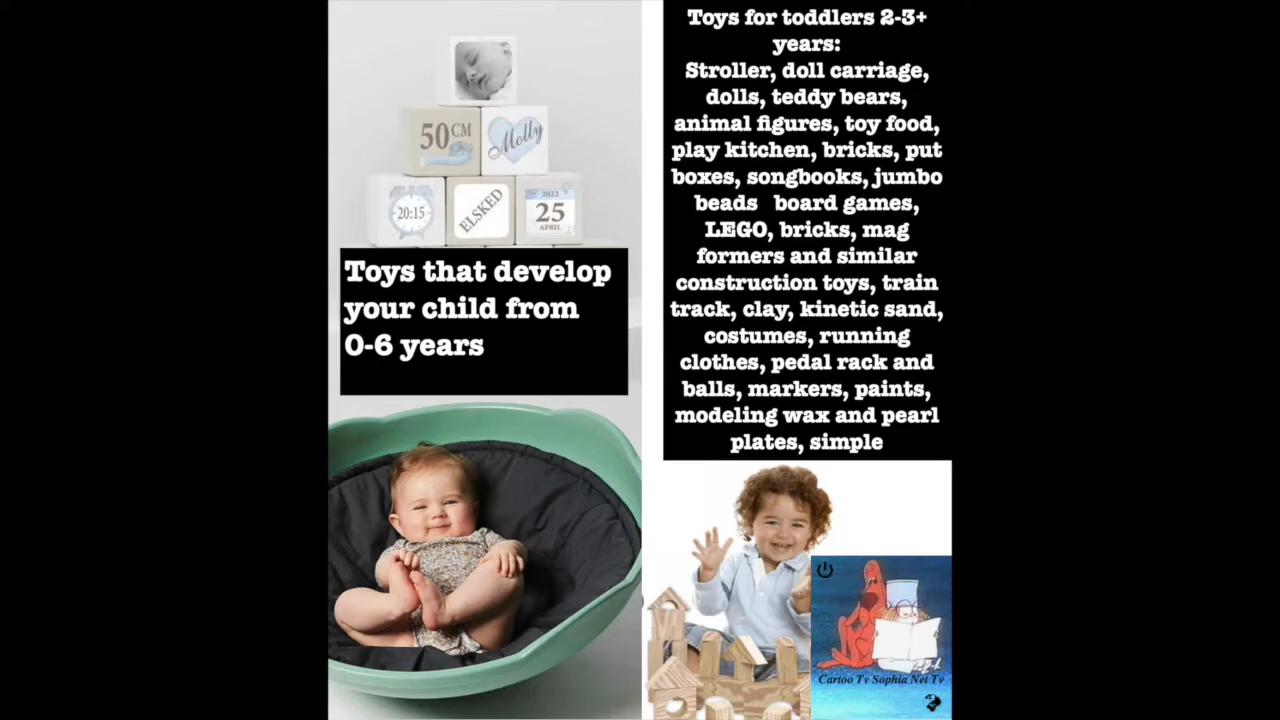 50 CM
Molly
20:15
ELSKED
2022
25
APRIL
Toys that develop
your child from
0-6 years
Toys for toddlers 2-3+
years:
Stroller, doll carriage,
dolls, teddy bears,
animal figures, toy food,
play kitchen, bricks, put
boxes, songbooks, jumbo
beads board games,
LEGO, bricks, mag
formers and similar
construction toys, train
track, clay, kinetic sand,
costumes, running
clothes, pedal rack and
balls, markers, paints,
modeling wax and pearl
plates, simple
Cartoo Tv Sophia Net Tv